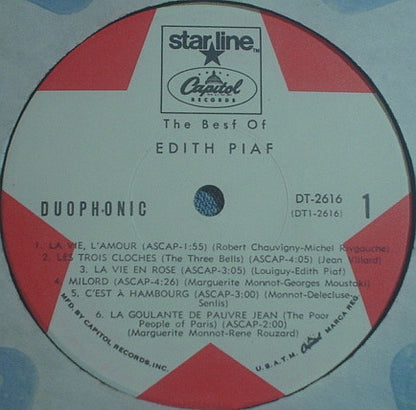 starline™
Capitol
RECORDS
The Best Of
EDITH PIAF
DUOPHONIC
DT-2616
(DT1-2616)
1
1. LA VIE, L'AMOUR (ASCAP-1:55) (Robert Chauvigny-Michel Rivgauche)
2. LES TROIS CLOCHES (The Three Bells) (ASCAP-4:05) (Jean Villard)
3. LA VIE EN ROSE (ASCAP-3:05) (Louiguy-Edith Piaf)
4. MILORD (ASCAP-4:26) (Marguerite Monnot-Georges Moustaki)
5. C'EST À HAMBOURG (ASCAP-3:00) (Monnot-Delecluse-
Senlis)
6. LA GOULANTE DE PAUVRE JEAN (The Poor
People of Paris) (ASCAP-2:00)
(Marguerite Monnot-Rene Rouzard)
MFD. BY CAPITOL RECORDS, INC.
U.S.A. T.M. Capitol MARCA REG.